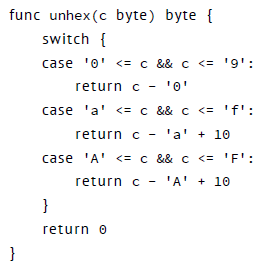 func unhex(c byte) byte {
    switch {
    case '0' <= c && c <= '9':
        return c - '0'
    case 'a' <= c && c <= 'f':
        return c - 'a' + 10
    case 'A' <= c && c <= 'F':
        return c - 'A' + 10
    }
    return 0
}